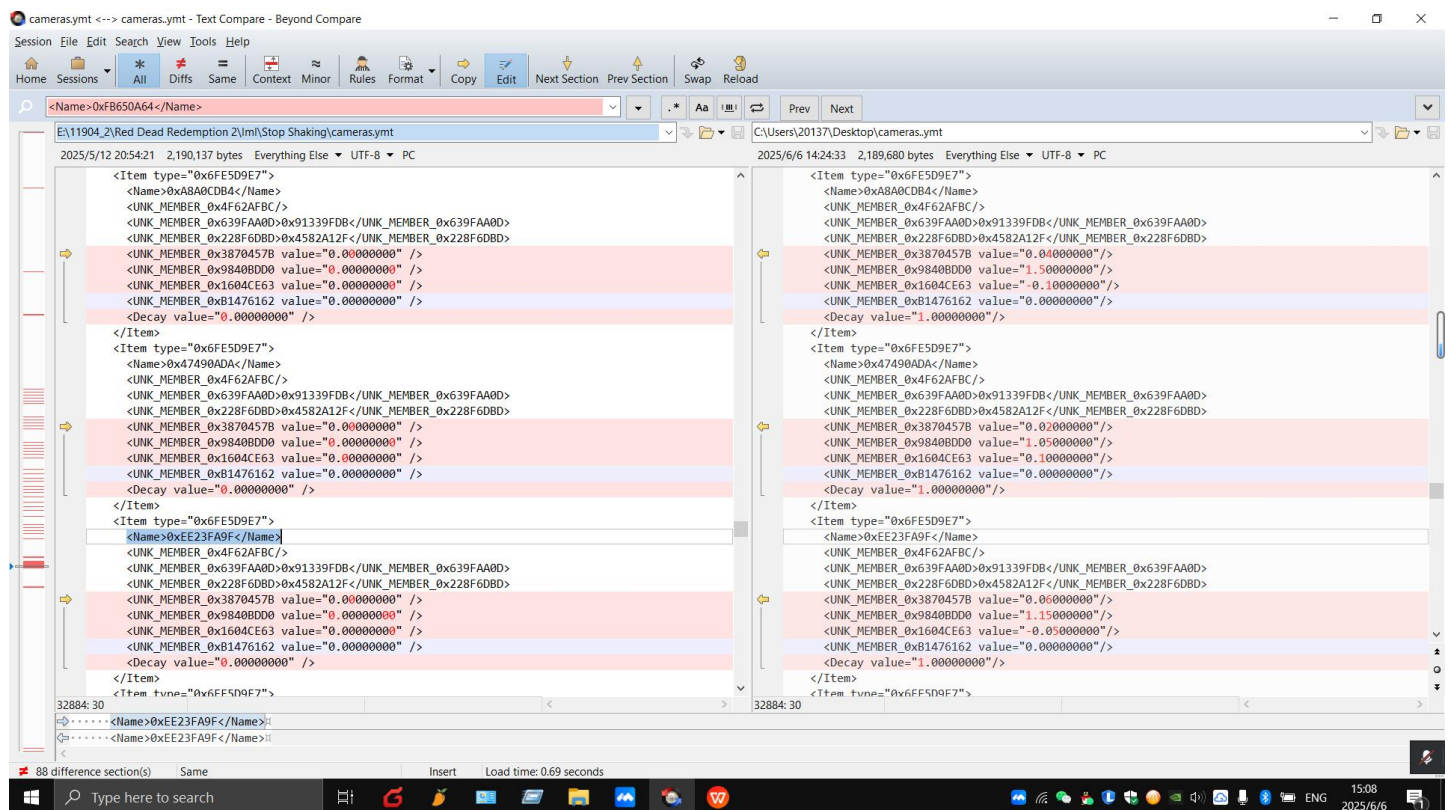 cameras.ymt <--> cameras..ymt - Text Compare - Beyond Compare
Session File Edit Search View Tools Help
Home Sessions All Diffs Same Context Minor Rules Format Copy Edit Next Section Prev Section Swap Reload
<Name>0xFB650A64</Name> .* Aa Prev Next
E:\11904_2\Red Dead Redemption 2\lml\Stop Shaking\cameras.ymt
C:\Users\20137\Desktop\cameras..ymt
2025/5/12 20:54:21 2,190,137 bytes Everything Else UTF-8 PC
2025/6/6 14:24:33 2,189,680 bytes Everything Else UTF-8 PC
<Item type="0x6FE5D9E7">
<Name>0xA8A0CDB4</Name>
<UNK_MEMBER_0x4F62AFBC/>
<UNK_MEMBER_0x639FAA0D>0x91339FDB</UNK_MEMBER_0x639FAA0D>
<UNK_MEMBER_0x228F6DBD>0x4582A12F</UNK_MEMBER_0x228F6DBD>
<UNK_MEMBER_0x3870457B value="0.00000000" />
<UNK_MEMBER_0x9840BDD0 value="0.00000000" />
<UNK_MEMBER_0x1604CE63 value="0.00000000" />
<UNK_MEMBER_0xB1476162 value="0.00000000" />
<Decay value="0.00000000" />
</Item>
<Item type="0x6FE5D9E7">
<Name>0x47490ADA</Name>
<UNK_MEMBER_0x4F62AFBC/>
<UNK_MEMBER_0x639FAA0D>0x91339FDB</UNK_MEMBER_0x639FAA0D>
<UNK_MEMBER_0x228F6DBD>0x4582A12F</UNK_MEMBER_0x228F6DBD>
<UNK_MEMBER_0x3870457B value="0.00000000" />
<UNK_MEMBER_0x9840BDD0 value="0.00000000" />
<UNK_MEMBER_0x1604CE63 value="0.00000000" />
<UNK_MEMBER_0xB1476162 value="0.00000000" />
<Decay value="0.00000000" />
</Item>
<Item type="0x6FE5D9E7">
<Name>0xEE23FA9F</Name>
<UNK_MEMBER_0x4F62AFBC/>
<UNK_MEMBER_0x639FAA0D>0x91339FDB</UNK_MEMBER_0x639FAA0D>
<UNK_MEMBER_0x228F6DBD>0x4582A12F</UNK_MEMBER_0x228F6DBD>
<UNK_MEMBER_0x3870457B value="0.00000000" />
<UNK_MEMBER_0x9840BDD0 value="0.00000000" />
<UNK_MEMBER_0x1604CE63 value="0.00000000" />
<UNK_MEMBER_0xB1476162 value="0.00000000" />
<Decay value="0.00000000" />
</Item>
<Item type="0x6FE5D9E7">
32884: 30
<Item type="0x6FE5D9E7">
<Name>0xA8A0CDB4</Name>
<UNK_MEMBER_0x4F62AFBC/>
<UNK_MEMBER_0x639FAA0D>0x91339FDB</UNK_MEMBER_0x639FAA0D>
<UNK_MEMBER_0x228F6DBD>0x4582A12F</UNK_MEMBER_0x228F6DBD>
<UNK_MEMBER_0x3870457B value="0.04000000"/>
<UNK_MEMBER_0x9840BDD0 value="1.50000000"/>
<UNK_MEMBER_0x1604CE63 value="-0.10000000"/>
<UNK_MEMBER_0xB1476162 value="0.00000000"/>
<Decay value="1.00000000"/>
</Item>
<Item type="0x6FE5D9E7">
<Name>0x47490ADA</Name>
<UNK_MEMBER_0x4F62AFBC/>
<UNK_MEMBER_0x639FAA0D>0x91339FDB</UNK_MEMBER_0x639FAA0D>
<UNK_MEMBER_0x228F6DBD>0x4582A12F</UNK_MEMBER_0x228F6DBD>
<UNK_MEMBER_0x3870457B value="0.02000000"/>
<UNK_MEMBER_0x9840BDD0 value="1.05000000"/>
<UNK_MEMBER_0x1604CE63 value="0.10000000"/>
<UNK_MEMBER_0xB1476162 value="0.00000000"/>
<Decay value="1.00000000"/>
</Item>
<Item type="0x6FE5D9E7">
<Name>0xEE23FA9F</Name>
<UNK_MEMBER_0x4F62AFBC/>
<UNK_MEMBER_0x639FAA0D>0x91339FDB</UNK_MEMBER_0x639FAA0D>
<UNK_MEMBER_0x228F6DBD>0x4582A12F</UNK_MEMBER_0x228F6DBD>
<UNK_MEMBER_0x3870457B value="0.06000000"/>
<UNK_MEMBER_0x9840BDD0 value="1.15000000"/>
<UNK_MEMBER_0x1604CE63 value="-0.05000000"/>
<UNK_MEMBER_0xB1476162 value="0.00000000"/>
<Decay value="1.00000000"/>
</Item>
<Item type="0x6FE5D9E7">
32884: 30
<Name>0xEE23FA9F</Name>
<Name>0xEE23FA9F</Name>
88 difference section(s) Same Insert Load time: 0.69 seconds
Type here to search
ENG
15:08
2025/6/6